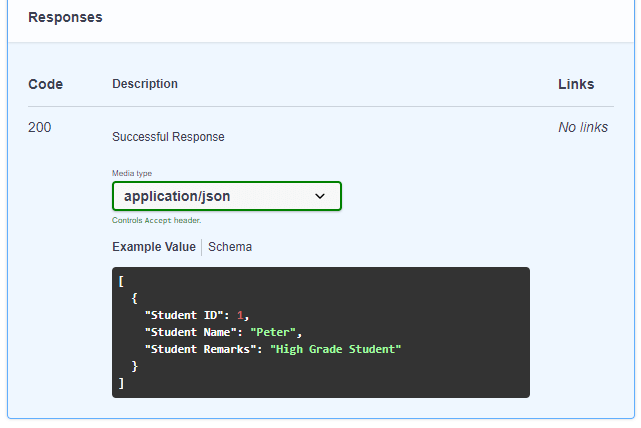 Responses
Code Description Links
200 Successful Response No links
Media type
application/json
Controls Accept header.
Example Value Schema
[
{
"Student ID": 1,
"Student Name": "Peter",
"Student Remarks": "High Grade Student"
}
]